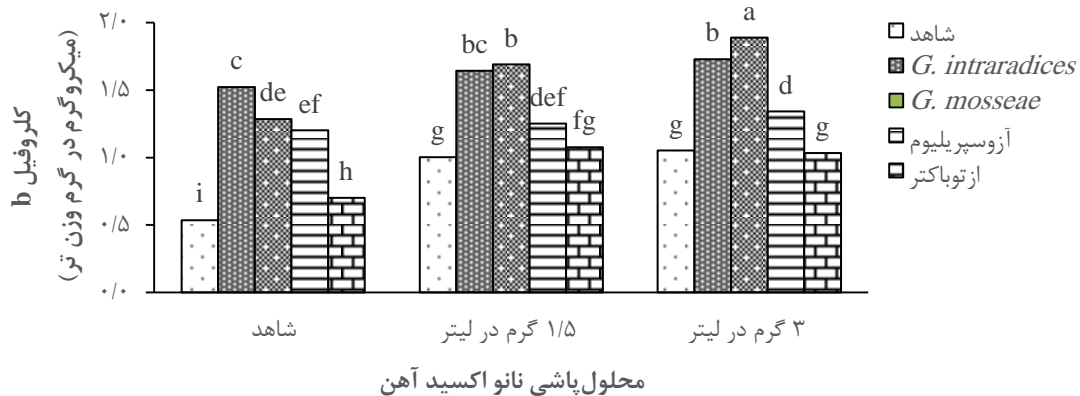 کلروفیل b
(میکروگرم در گرم وزن تر)
۲/۰
۱/۵
۱/۰
۰/۵
۰/۰
i
c
de
ef
h
g
bc
b
def
fg
g
b
a
d
g
شاهد
G. intraradices
G. mosseae
آزوسپریلیوم
ازتوباکتر
شاهد
۱/۵ گرم در لیتر
۳ گرم در لیتر
محلول‌پاشی نانو اکسید آهن